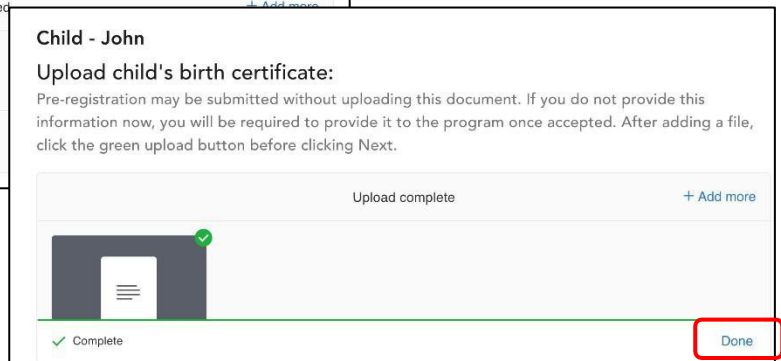 + Add more
Child - John
Upload child's birth certificate:
Pre-registration may be submitted without uploading this document. If you do not provide this
information now, you will be required to provide it to the program once accepted. After adding a file,
click the green upload button before clicking Next.
Upload complete
+ Add more
Complete
Done